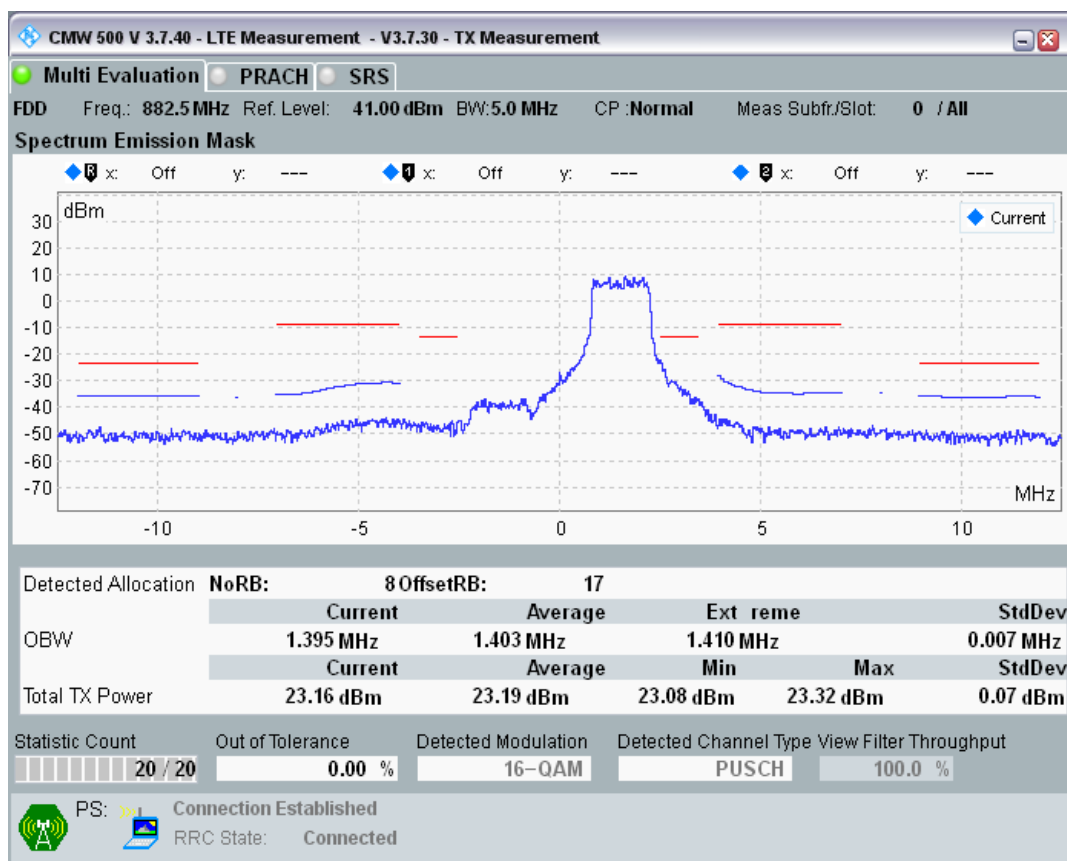 CMW 500 V 3.7.40 - LTE Measurement - V3.7.30 - TX Measurement
Multi Evaluation PRACH SRS
FDD Freq.: 882.5 MHz Ref. Level: 41.00 dBm BW:5.0 MHz CP :Normal Meas Subfr./Slot: 0 / All
Spectrum Emission Mask
R x: Off y: --- 1 x: Off y: --- 2 x: Off y: ---
dBm
Current
30
20
10
0
-10
-20
-30
-40
-50
-60
-70
MHz
-10 -5 0 5 10
Detected Allocation NoRB: 8 OffsetRB: 17
Current Average Ext reme StdDev
OBW 1.395 MHz 1.403 MHz 1.410 MHz 0.007 MHz
Current Average Min Max StdDev
Total TX Power 23.16 dBm 23.19 dBm 23.08 dBm 23.32 dBm 0.07 dBm
Statistic Count Out of Tolerance Detected Modulation Detected Channel Type View Filter Throughput
20 / 20 0.00 % 16-QAM PUSCH 100.0 %
PS: Connection Established
RRC State: Connected